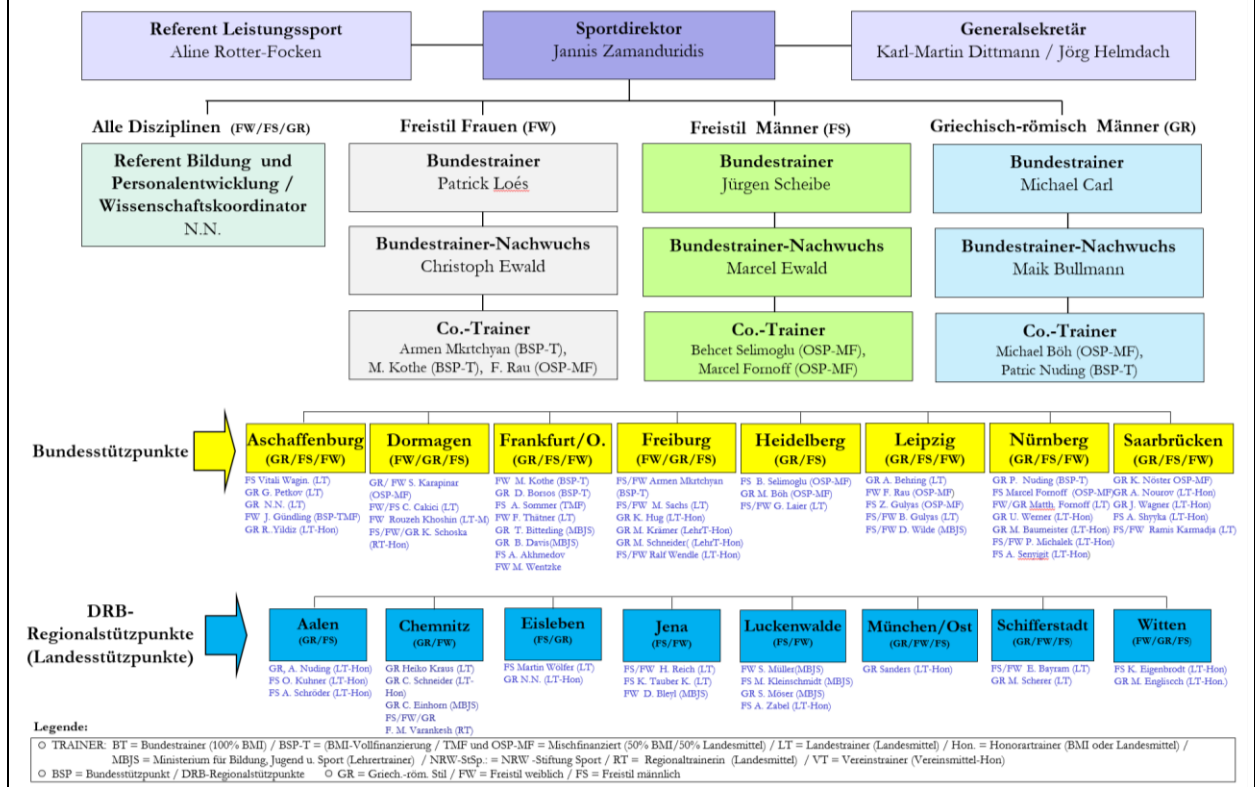 Referent Leistungssport
Aline Rotter-Focken
Sportdirektor
Jannis Zamanduridis
Generalsekretär
Karl-Martin Dittmann / Jörg Helmdach
Alle Disziplinen (FW/FS/GR)
Referent Bildung und
Personalentwicklung /
Wissenschaftskoordinator
N.N.
Freistil Frauen (FW)
Bundestrainer
Patrick Loés
Bundestrainer-Nachwuchs
Christoph Ewald
Co.-Trainer
Armen Mkrtchyan (BSP-T),
M. Kothe (BSP-T), F. Rau (OSP-MF)
Freistil Männer (FS)
Bundestrainer
Jürgen Scheibe
Bundestrainer-Nachwuchs
Marcel Ewald
Co.-Trainer
Behcet Selimoglu (OSP-MF),
Marcel Fornoff (OSP-MF)
Griechisch-römisch Männer (GR)
Bundestrainer
Michael Carl
Bundestrainer-Nachwuchs
Maik Bullmann
Co.-Trainer
Michael Böh (OSP-MF),
Patric Nuding (BSP-T)
Bundesstützpunkte
Aschaffenburg
(GR/FS/FW)
FS Vitali Wagin. (LT)
GR G. Petkov (LT)
GR N.N. (LT)
FW J. Gündling (BSP-TMF)
GR R. Yildiz (LT-Hon)
Dormagen
(FW/GR/FS)
GR/ FW S. Karapinar
(OSP-MF)
FW/FS C. Cakici (LT)
FW Rouzeh Khoshin (LT-M)
FS/FW/GR K. Schoska
(RT-Hon)
Frankfurt/O.
(GR/FS/FW)
FW M. Kothe (BSP-T)
GR D. Borsos (BSP-T)
FS A. Sommer (TMF)
FW F. Thätner (LT)
GR T. Bitterling (MBJS)
GR B. Davis(MBJS)
FS A. Akhmedov
FW M. Wentzke
Freiburg
(FW/GR/FS)
FS/FW Armen Mkrtchyan
(BSP-T)
FS/FW M. Sachs (LT)
GR K. Hug (LT-Hon)
GR M. Krämer (LehrT-Hon)
GR M. Schneider( (LehrT-Hon)
FS/FW Ralf Wendle (LT-Hon)
Heidelberg
(GR/FS)
FS B. Selimoglu (OSP-MF)
GR M. Böh (OSP-MF)
FS/FW G. Laier (LT)
Leipzig
(GR/FS/FW)
GR A. Behring (LT)
FW F. Rau (OSP-MF)
FS Z. Gulyas (OSP-MF)
FS/FW B. Gulyas (LT)
FS/FW D. Wilde (MBJS)
Nürnberg
(GR/FS/FW)
GR P. Nuding (BSP-T)
FS Marcel Fornoff (OSP-MF)
FW/GR Matth. Fornoff (LT)
GR U. Werner (LT-Hon)
GR M. Baumeister (LT-Hon)
FS/FW P. Michalek (LT-Hon)
FS A. Senyigit (LT-Hon)
Saarbrücken
(GR/FS/FW)
GR K. Nöster OSP-MF)
GR A. Nourov (LT-Hon)
GR J. Wagner (LT-Hon)
FS A. Shyyka (LT-Hon)
FS/FW Ramis Karmadja (LT)
DRB-
Regionalstützpunkte
(Landesstützpunkte)
Aalen
(GR/FS)
GR, A. Nuding (LT-Hon)
FS O. Kuhner (LT-Hon)
FS A. Schröder (LT-Hon)
Chemnitz
(GR/FW)
GR Heiko Kraus (LT)
GR C. Schneider (LT-
Hon)
GR C. Einhorn (MBJS)
FS/FW/GR
F. M. Varankesh (RT)
Eisleben
(FS/GR)
FS Martin Wölfer (LT)
GR N.N. (LT-Hon)
Jena
(FS/FW)
FS/FW H. Reich (LT)
FS K. Tauber K. (LT)
FW D. Bleyl (MBJS)
Luckenwalde
(FS/FW)
FW S. Müller(MBJS)
FS M. Kleinschmidt (MBJS)
GR S. Möser (MBJS)
FS A. Zabel (LT-Hon)
München/Ost
(GR/FW/FS)
GR Sanders (LT-Hon)
Schifferstadt
(GR/FW/FS)
FS/FW E. Bayram (LT)
GR M. Scherer (LT)
Witten
(FW/GR/FS)
FS K. Eigenbrodt (LT-Hon)
GR M. Engliscch (LT-Hon.)
Legende:
○ TRAINER: BT = Bundestrainer (100% BMI) / BSP-T = (BMI-Vollfinanzierung / TMF und OSP-MF = Mischfinanziert (50% BMI/50% Landesmittel) / LT = Landestrainer (Landesmittel) / Hon. = Honorartrainer (BMI oder Landesmittel) /
MBJS = Ministerium für Bildung, Jugend u. Sport (Lehrertrainer) / NRW-StSp.: = NRW -Stiftung Sport / RT = Regionaltrainerin (Landesmittel) / VT = Vereinstrainer (Vereinsmittel-Hon)
○ BSP = Bundesstützpunkt / DRB-Regionalstützpunkte ○ GR = Griech.-röm. Stil / FW = Freistil weiblich / FS = Freistil männlich